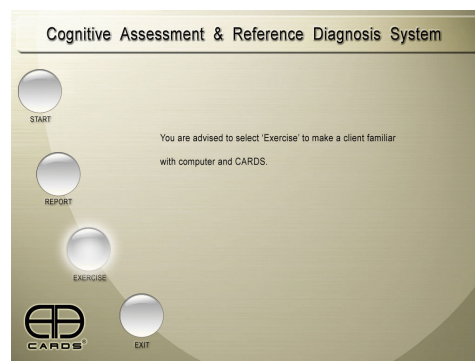 Cognitive Assessment & Reference Diagnosis System
START
You are advised to select 'Exercise' to make a client familiar
with computer and CARDS.
REPORT
EXERCISE
CARDS®
EXIT